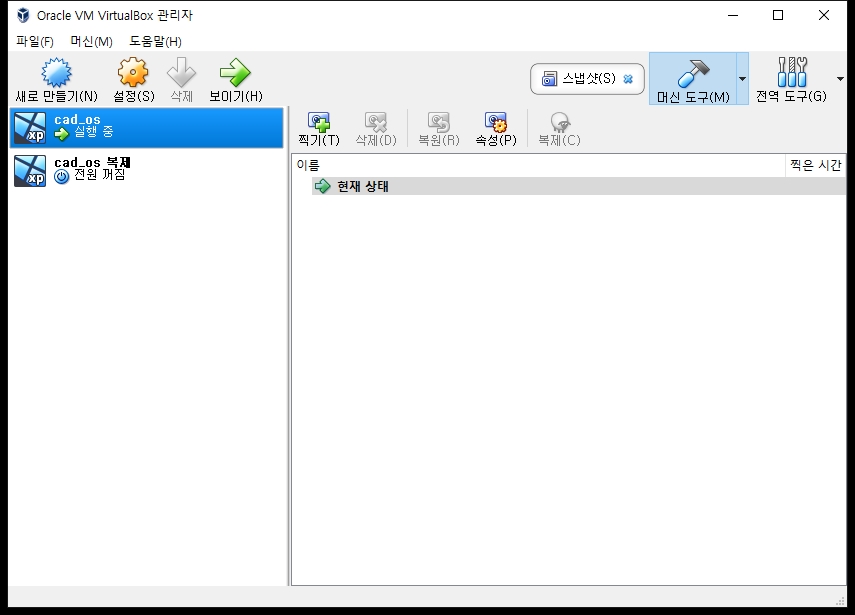 Oracle VM VirtualBox 관리자
파일(F) 머신(M) 도움말(H)
새로 만들기(N) 설정(S) 삭제 보이기(H) 스냅샷(S) 머신 도구(M) 전역 도구(G)
cad_os
실행 중
cad_os 복제
전원 꺼짐
찍기(T) 삭제(D) 복원(R) 속성(P) 복제(C)
이름 찍은 시간
현재 상태
xp
xp